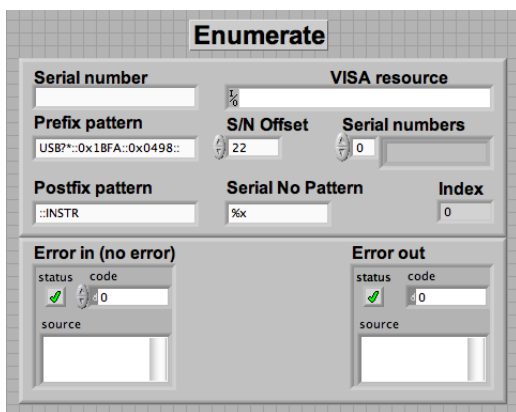 Enumerate
Serial number
VISA resource
I/O
Prefix pattern
S/N Offset
Serial numbers
USB?*::0x1BFA::0x0498::
22
0
Postfix pattern
Serial No Pattern
Index
::INSTR
%x
0
Error in (no error)
Error out
status code
status code
0
0
source
source